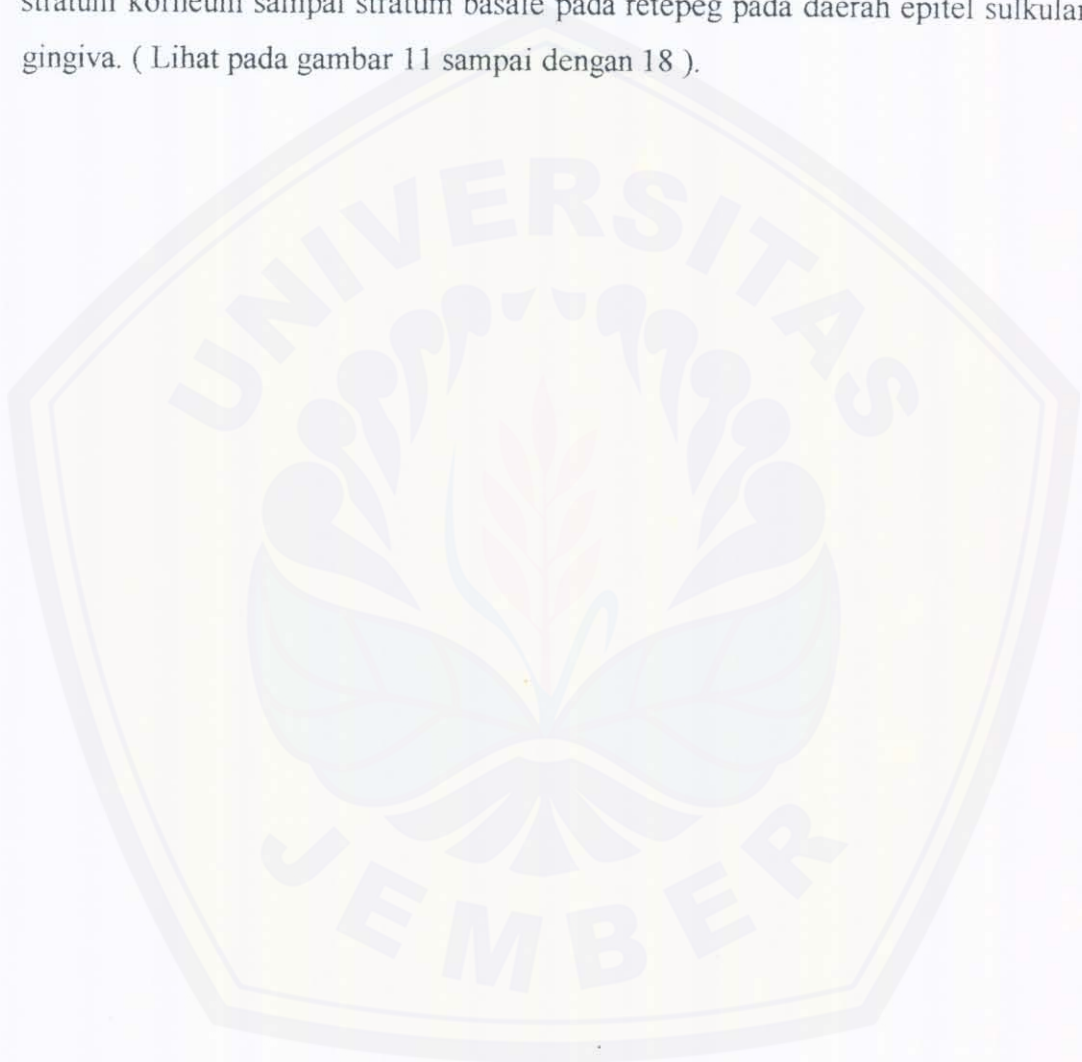 stratum korneum sampai stratum basale pada retepeg pada daerah epitel sulkular
gingiva. ( Lihat pada gambar 11 sampai dengan 18 ).
UNIVERSITAS
JEMBER